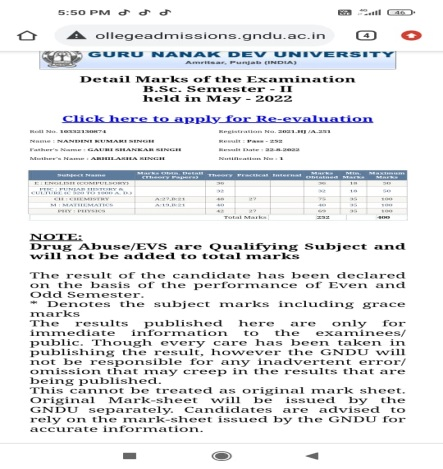 5:50 PM
46
ollegeadmissions.gndu.ac.in
4
GURU NANAK DEV UNIVERSITY
Amritsar, Punjab (INDIA)
Detail Marks of the Examination
B.Sc. Semester - II
held in May - 2022
Click here to apply for Re-evaluation
Roll No. 10332130874 Registration No. 2021.HJ /A.251
Name : NANDINI KUMARI SINGH Result : Pass - 252
Father's Name : GAURI SHANKAR SINGH Result Date : 22-8-2022
Mother's Name : ABHILASHA SINGH Notification No : 1
Subject Name Marks Obtn. Detail (Theory Papers) Theory Practical Internal Marks Obtained Min. Marks Maximum Marks
E : ENGLISH (COMPULSORY) 36 36 18 50
PHC : PUNJAB HISTORY & CULTURE (C 320 TO 1000 A. D.) 32 32 18 50
CH : CHEMISTRY A:27,B:21 48 27 75 35 100
M : MATHEMATICS 40 40 35 100
PHY : PHYSICS 42 27 69 35 100
Total Marks 252 400
NOTE:
Drug Abuse/EVS are Qualifying Subject and
will not be added to total marks
The result of the candidate has been declared
on the basis of the performance of Even and
Odd Semester.
* Denotes the subject marks including grace
marks
The results published here are only for
immediate information to the examinees/
public. Though every care has been taken in
publishing the result, however the GNDU will
not be responsible for any inadvertent error/
omission that may creep in the results that are
being published.
This cannot be treated as original mark sheet.
Original Mark-sheet will be issued by the
GNDU separately. Candidates are advised to
rely on the mark-sheet issued by the GNDU for
accurate information.